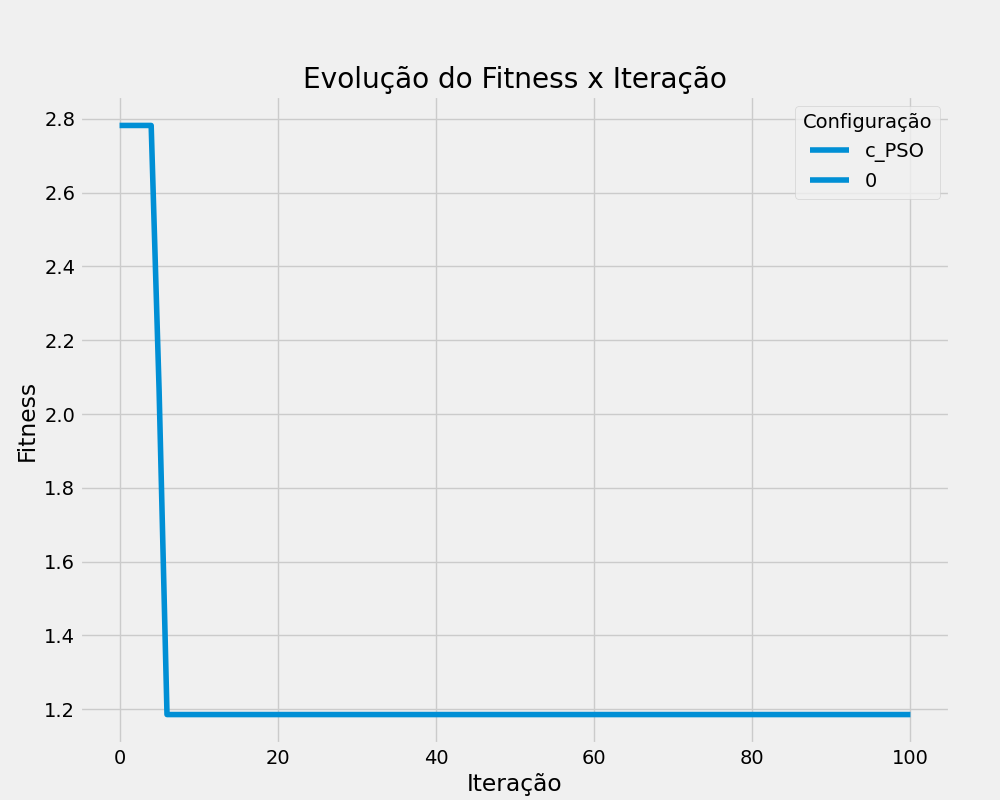 Evolução do Fitness x Iteração
Configuração
c_PSO
0
Fitness
2.8
2.6
2.4
2.2
2.0
1.8
1.6
1.4
1.2
0 20 40 60 80 100
Iteração